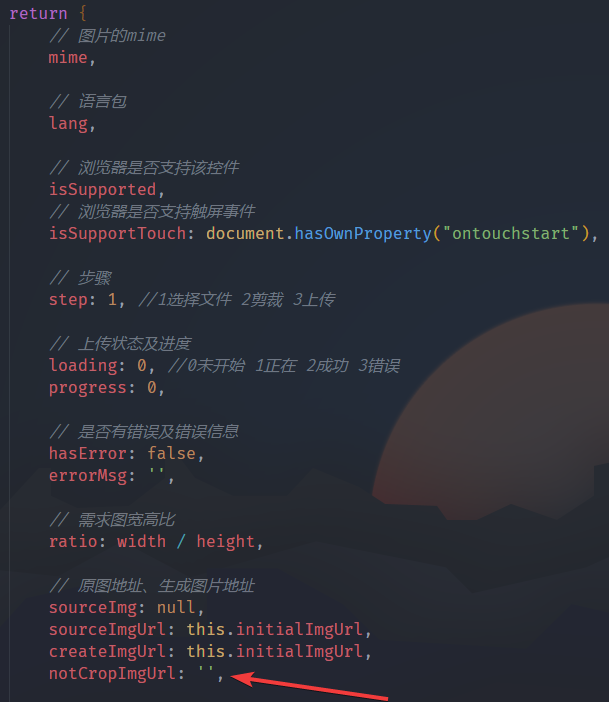 return {
// 图片的mime
mime,
// 语言包
lang,
// 浏览器是否支持该控件
isSupported,
// 浏览器是否支持触屏事件
isSupportTouch: document.hasOwnProperty("ontouchstart"),
// 步骤
step: 1, //1选择文件 2剪裁 3上传
// 上传状态及进度
loading: 0, //0未开始 1正在 2成功 3错误
progress: 0,
// 是否有错误及错误信息
hasError: false,
errorMsg: '',
// 需求图宽高比
ratio: width / height,
// 原图地址、生成图片地址
sourceImg: null,
sourceImgUrl: this.initialImgUrl,
createImgUrl: this.initialImgUrl,
notCropImgUrl: '',